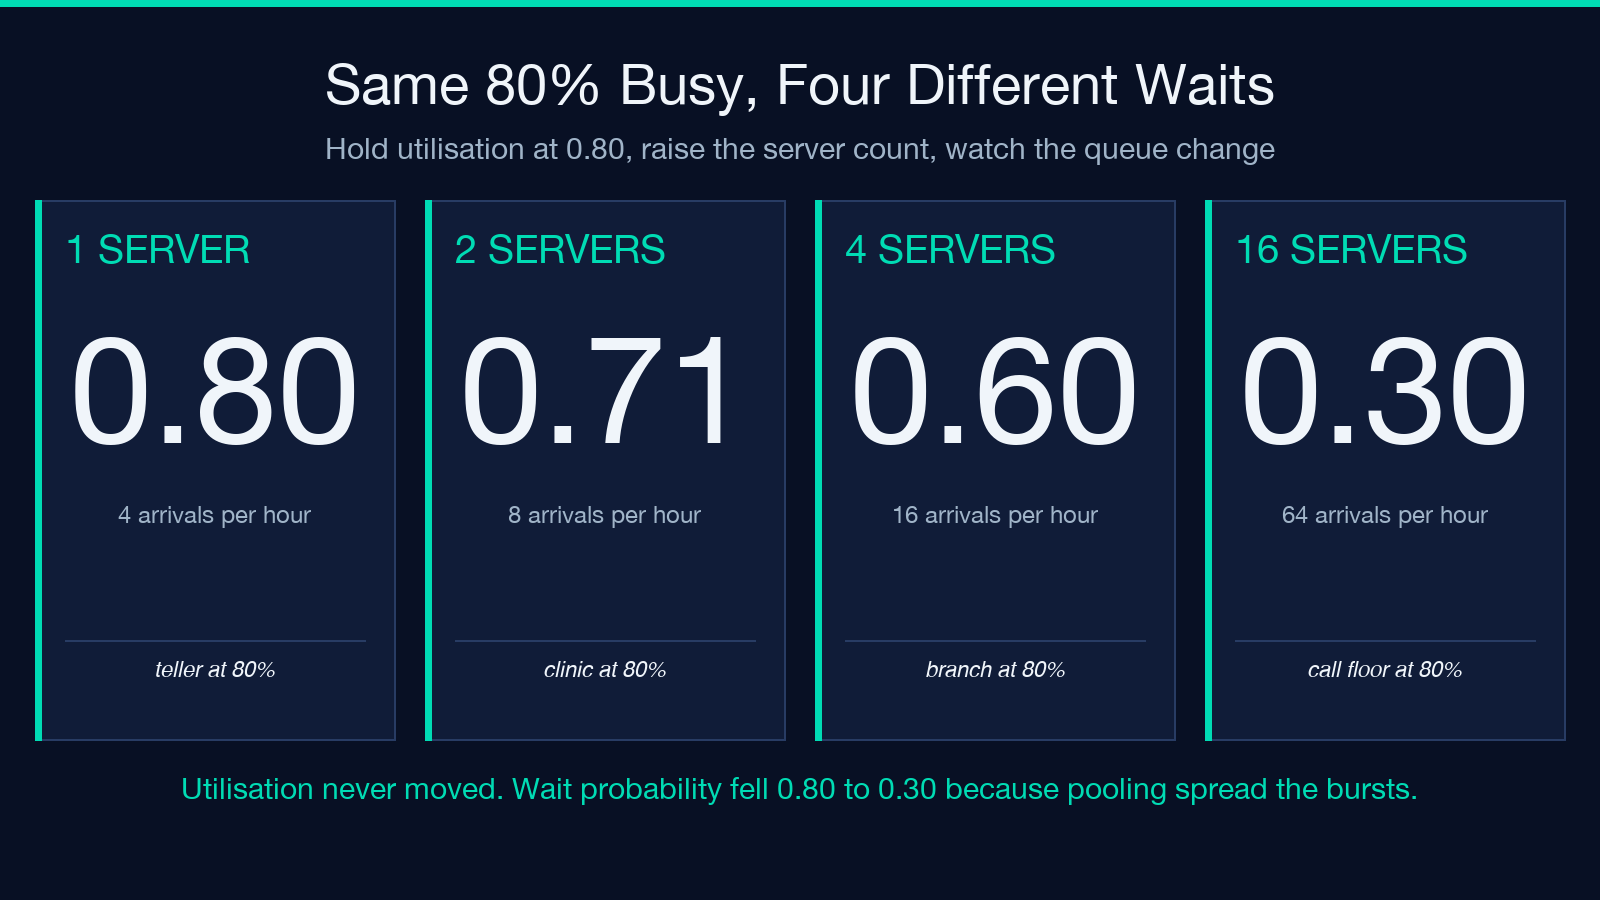 Same 80% Busy, Four Different Waits
Hold utilisation at 0.80, raise the server count, watch the queue change
1 SERVER
0.80
4 arrivals per hour
teller at 80%
2 SERVERS
0.71
8 arrivals per hour
clinic at 80%
4 SERVERS
0.60
16 arrivals per hour
branch at 80%
16 SERVERS
0.30
64 arrivals per hour
call floor at 80%
Utilisation never moved. Wait probability fell 0.80 to 0.30 because pooling spread the bursts.